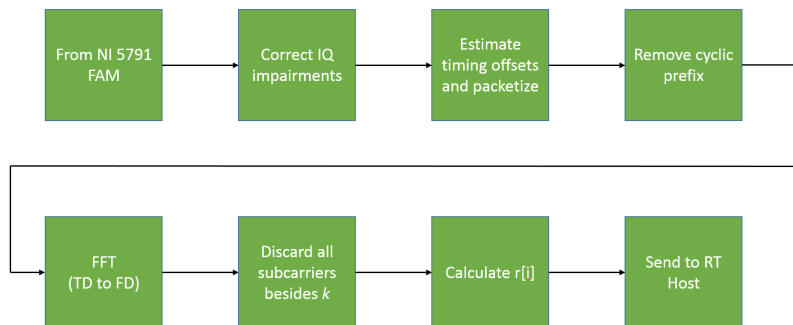 From NI 5791
FAM
Correct IQ
impairments
Estimate
timing offsets
and packetize
Remove cyclic
prefix
FFT
(TD to FD)
Discard all
subcarriers
besides k
Calculate r[i]
Send to RT
Host